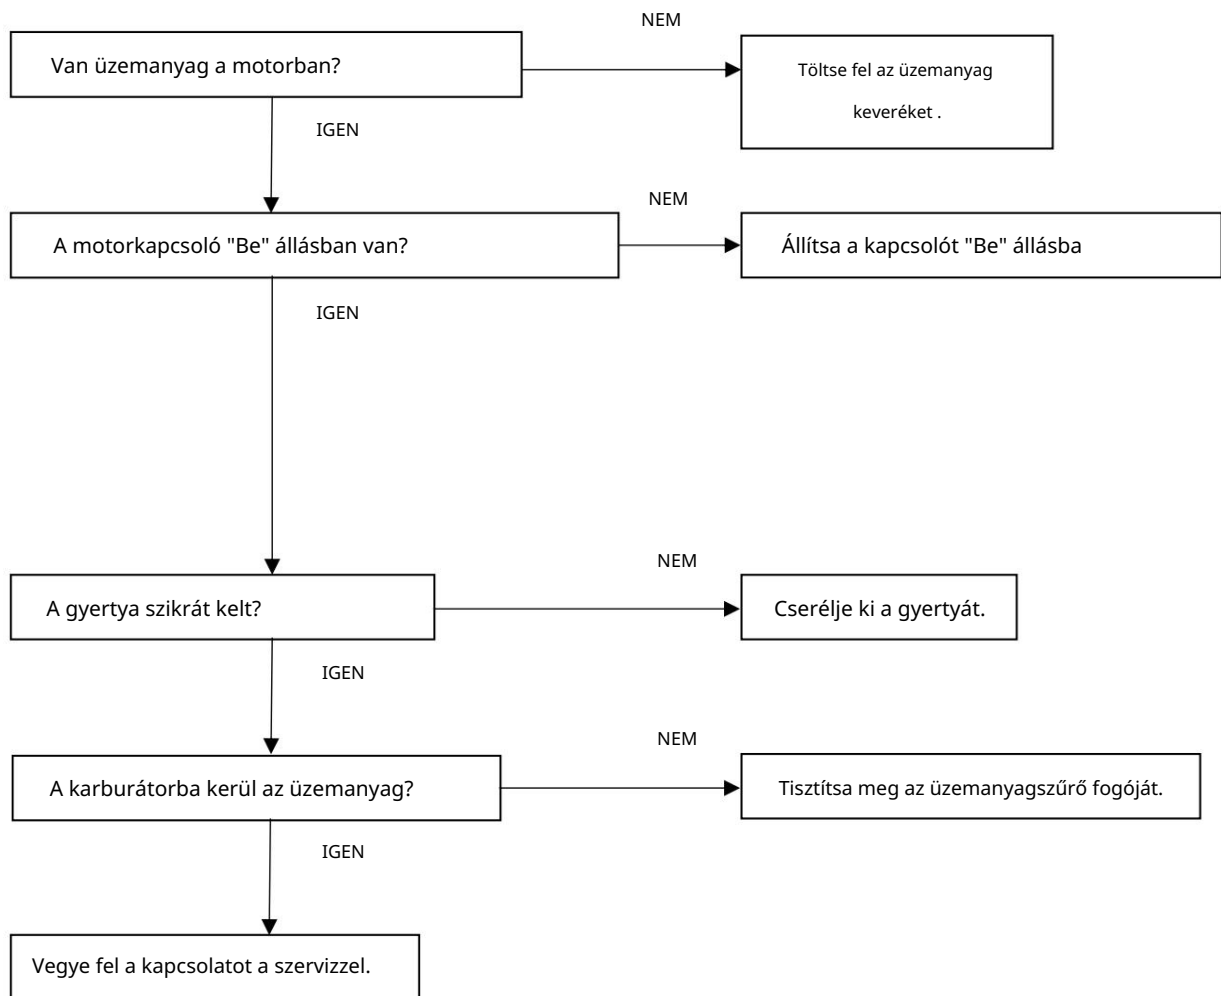 NEM
Van üzemanyag a motorban?
Töltse fel az üzemanyag
keveréket .
IGEN
NEM
A motorkapcsoló "Be" állásban van?
Állítsa a kapcsolót "Be" állásba
IGEN
NEM
A gyertya szikrát kelt?
Cserélje ki a gyertyát.
IGEN
NEM
A karburátorba kerül az üzemanyag?
Tisztítsa meg az üzemanyagszűrő fogóját.
IGEN
Vegye fel a kapcsolatot a szervizzel.